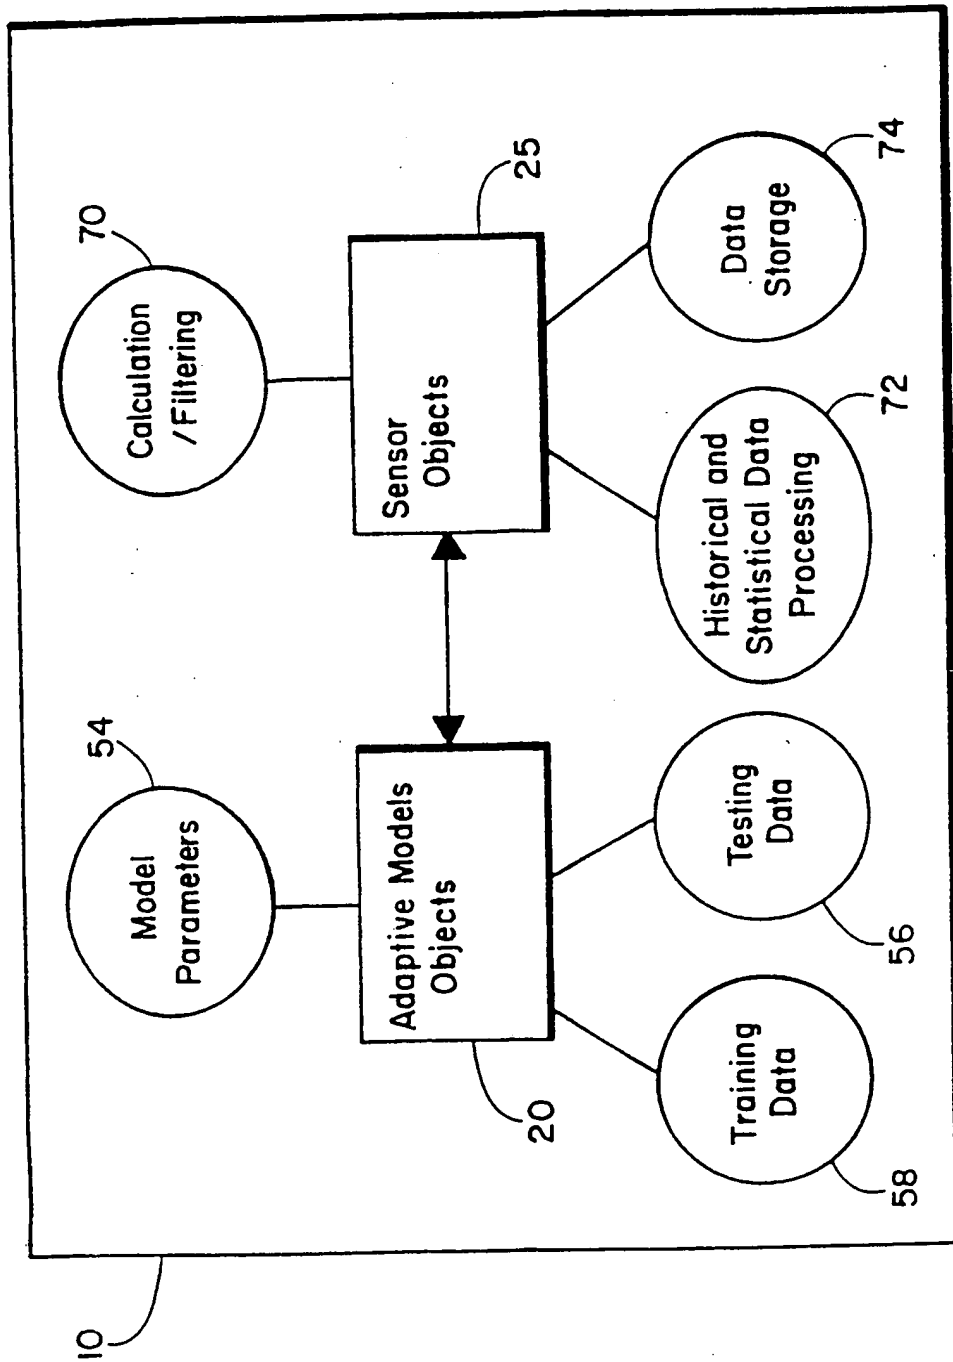 10
54
Model
Parameters
70
Calculation
/Filtering
Adaptive Models
Objects
20
Sensor
Objects
25
Training
Data
58
Testing
Data
56
Historical and
Statistical Data
Processing
72
Data
Storage
74